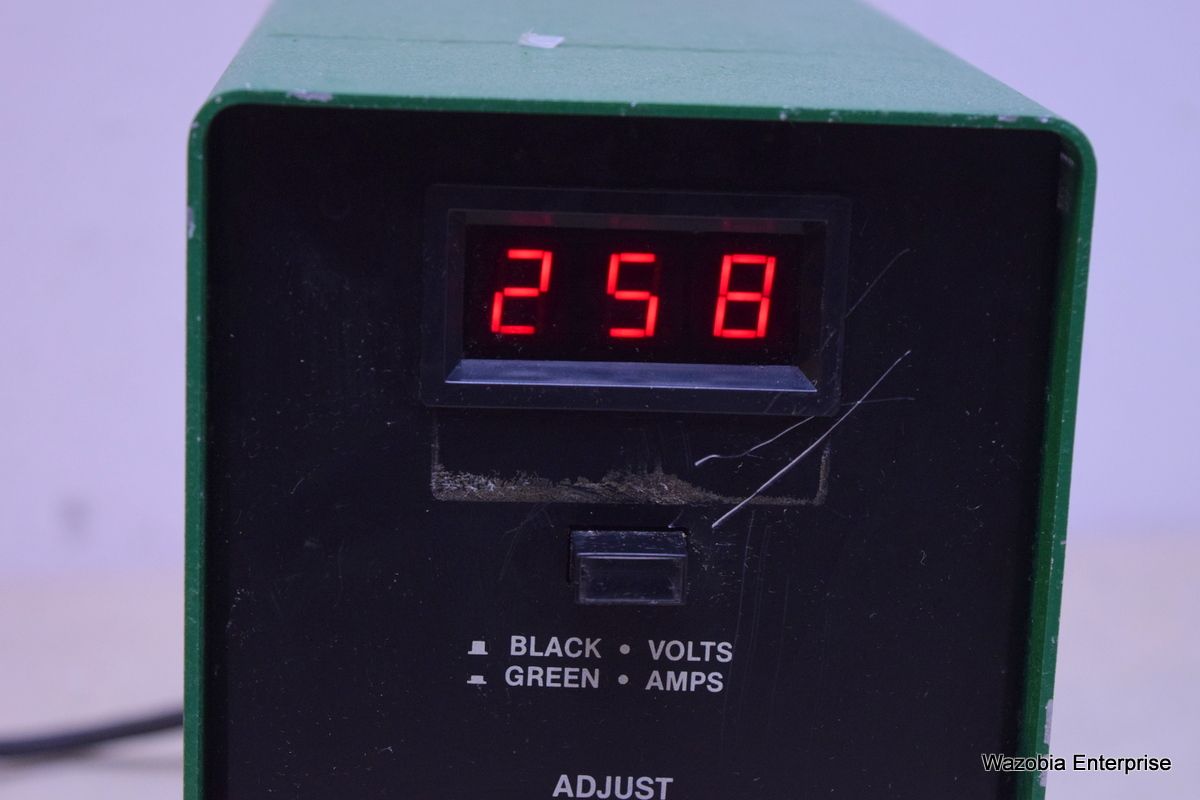 258
BLACK • VOLTS
GREEN • AMPS
ADJUST
Wazobia Enterprise